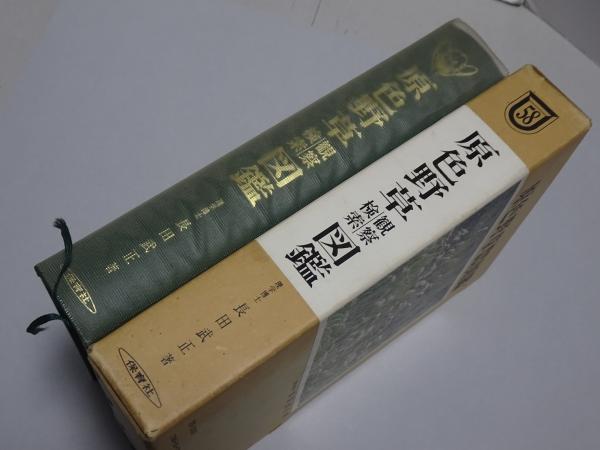 原色野草
観察
検索
図鑑
理学博士
長田武正著
保育社
58
原色野草
観察
検索
図鑑
理学博士
長田武正著
保育社